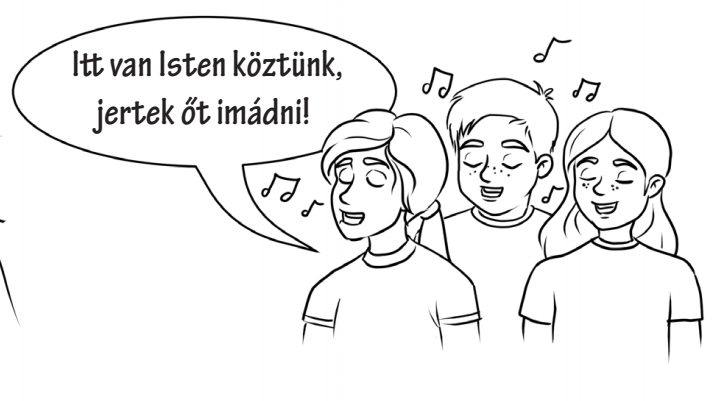 Itt van Isten köztünk,
jertek őt imádni!